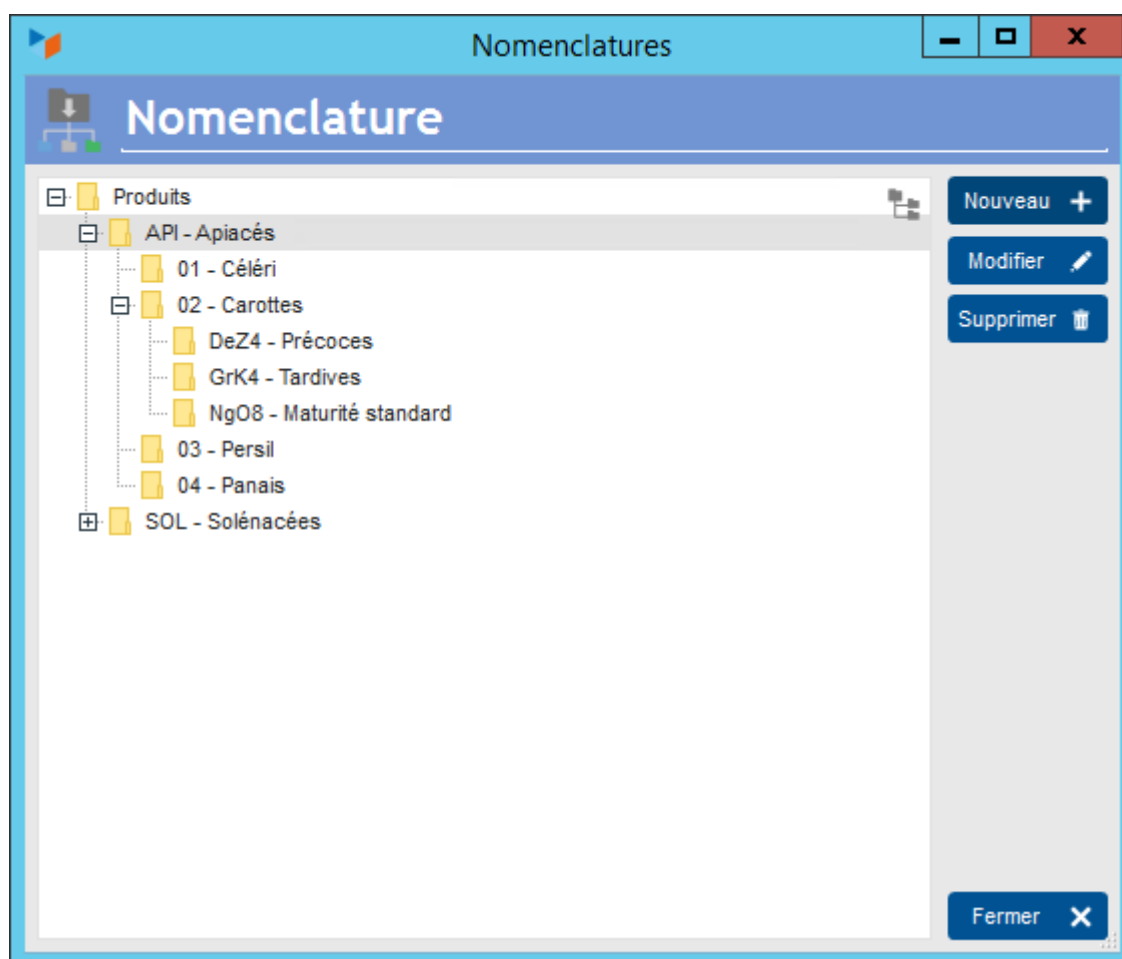 Nomenclatures
Nomenclature
Produits
API - Apiacés
01 - Céléri
02 - Carottes
DeZ4 - Précoces
GrK4 - Tardives
NgO8 - Maturité standard
03 - Persil
04 - Panais
SOL - Solénacées
Nouveau
Modifier
Supprimer
Fermer